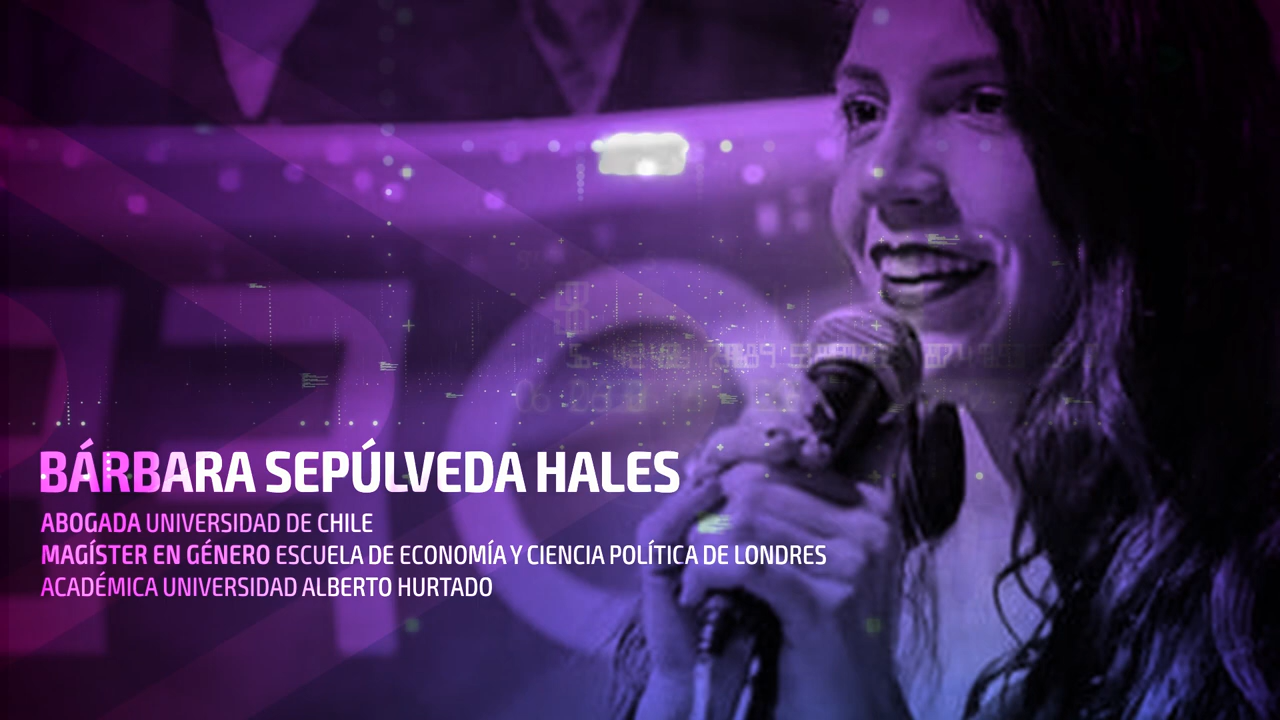 BÁRBARA SEPÚLVEDA HALES
ABOGADA UNIVERSIDAD DE CHILE
MAGÍSTER EN GÉNERO ESCUELA DE ECONOMÍA Y CIENCIA POLÍTICA DE LONDRES
ACADÉMICA UNIVERSIDAD ALBERTO HURTADO